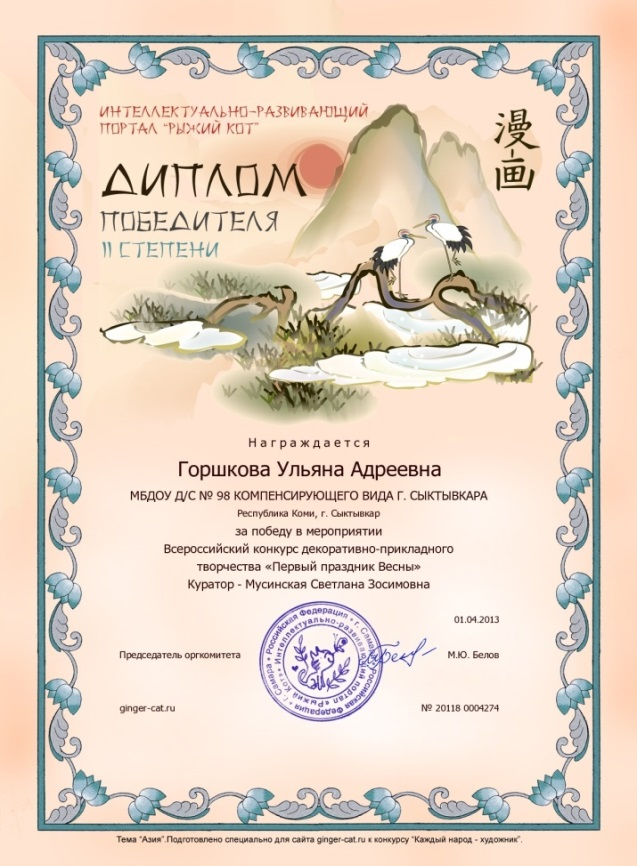 ИНТЕЛЛЕКТУАЛЬНО-РАЗВИВАЮЩИЙ
ПОРТАЛ "РЫЖИЙ КОТ"
漫画
ДИПЛОМ
ПОБЕДИТЕЛЯ
II СТЕПЕНИ
Награждается
Горшкова Ульяна Адреевна
МБДОУ Д/С № 98 КОМПЕНСИРУЮЩЕГО ВИДА Г. СЫКТЫВКАРА
Республика Коми, г. Сыктывкар
за победу в мероприятии
Всероссийский конкурс декоративно-прикладного
творчества «Первый праздник Весны»
Куратор - Мусинская Светлана Зосимовна
01.04.2013
Председатель оргкомитета
М.Ю. Белов
Российская Федерация • г. Самара • Российская Федерация • г. Самара •
Интеллектуально-развивающий портал «Рыжий Кот»
ginger-cat.ru
№ 20118 0004274
Тема "Азия".Подготовлено специально для сайта ginger-cat.ru к конкурсу "Каждый народ - художник".